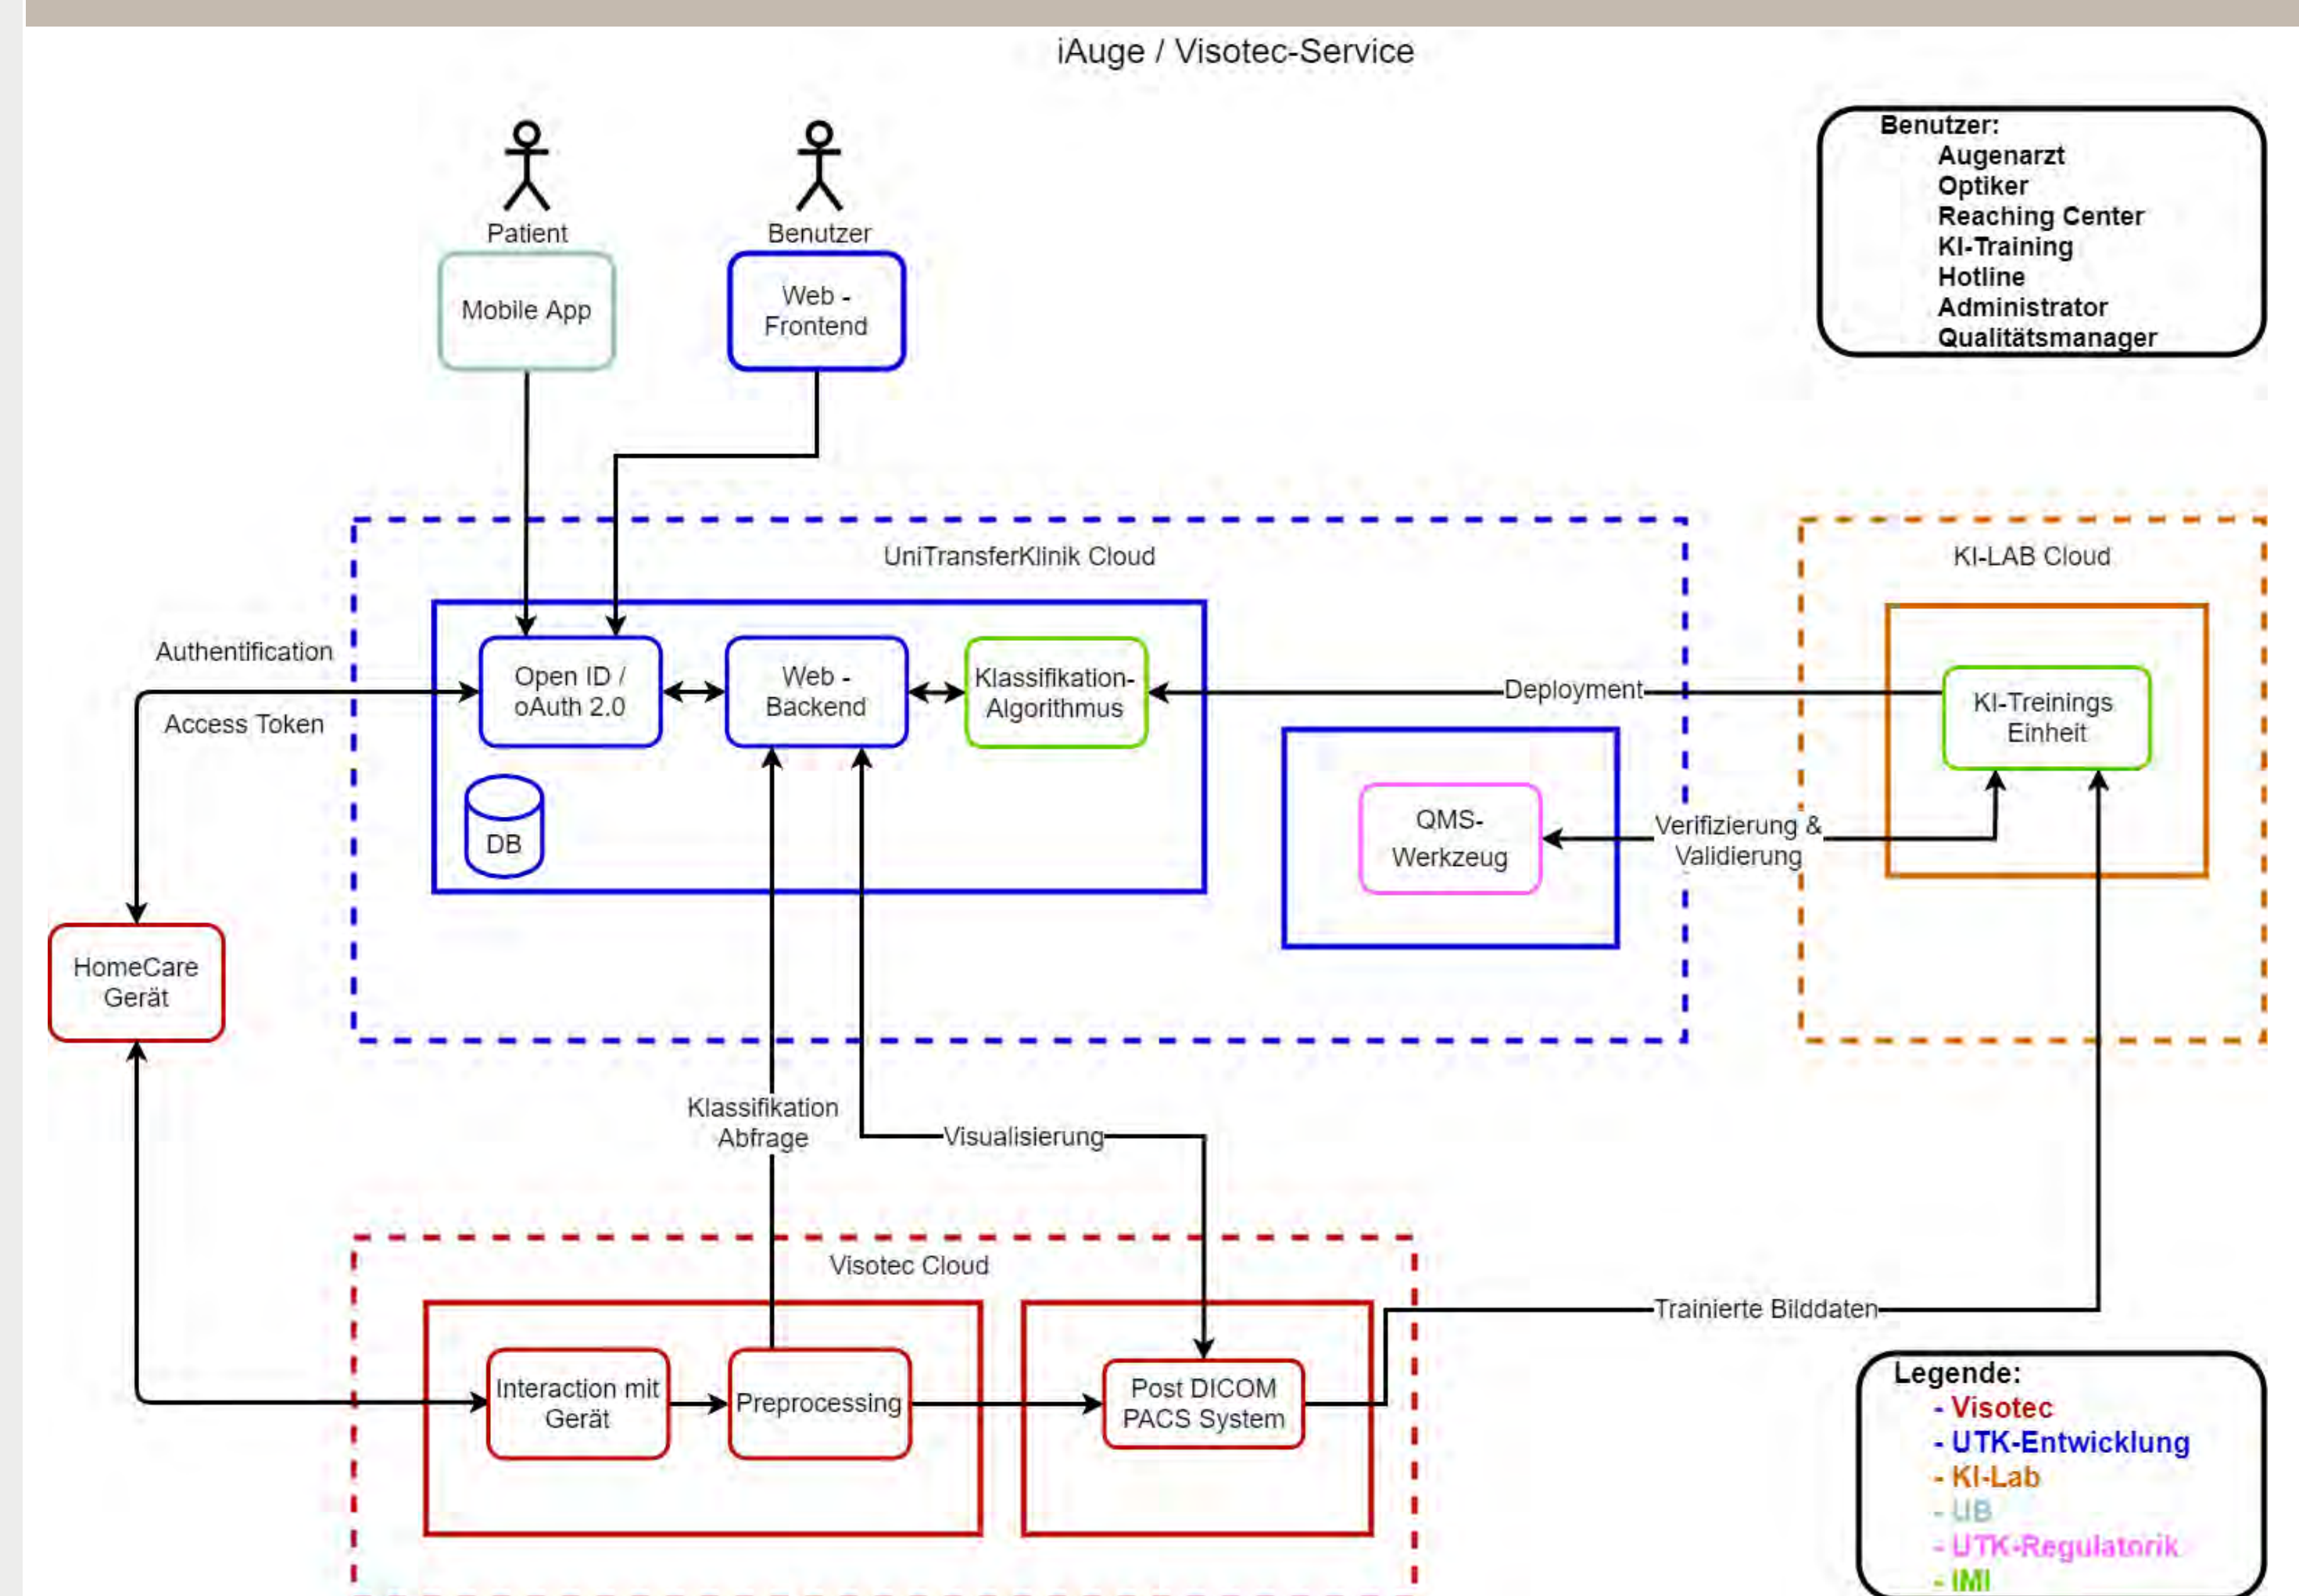 iAuge / Visotec-Service
Benutzer:
Augenarzt
Optiker
Reaching Center
KI-Training
Hotline
Administrator
Qualitätsmanager
Patient
Benutzer
Mobile App
Web -
Frontend
UniTransferKlinik Cloud
KI-LAB Cloud
Authentification
Access Token
Open ID /
oAuth 2.0
Web -
Backend
Klassifikation-
Algorithmus
Deployment
KI-Treinings
Einheit
DB
QMS-
Werkzeug
Verifizierung &
Validierung
HomeCare
Gerät
Klassifikation
Abfrage
Visualisierung
Visotec Cloud
Interaction mit
Gerät
Preprocessing
Post DICOM
PACS System
Trainierte Bilddaten
Legende:
- Visotec
- UTK-Entwicklung
- KI-Lab
- UB
- UTK-Regulatorik
- IMI